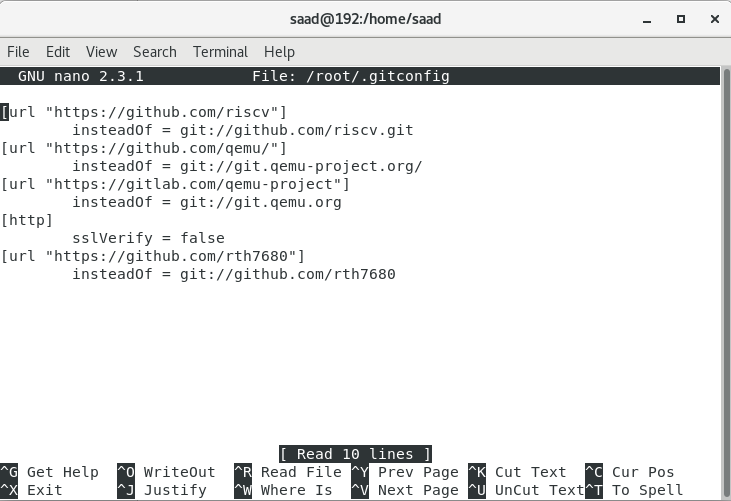 saad@192:/home/saad
File Edit View Search Terminal Help
GNU nano 2.3.1 File: /root/.gitconfig
[url "https://github.com/riscv"]
insteadOf = git://github.com/riscv.git
[url "https://github.com/qemu/"]
insteadOf = git://git.qemu-project.org/
[url "https://gitlab.com/qemu-project"]
insteadOf = git://git.qemu.org
[http]
sslVerify = false
[url "https://github.com/rth7680"]
insteadOf = git://github.com/rth7680
[ Read 10 lines ]
^G Get Help ^O WriteOut ^R Read File ^Y Prev Page ^K Cut Text ^C Cur Pos
^X Exit ^J Justify ^W Where Is ^V Next Page ^U UnCut Text ^T To Spell